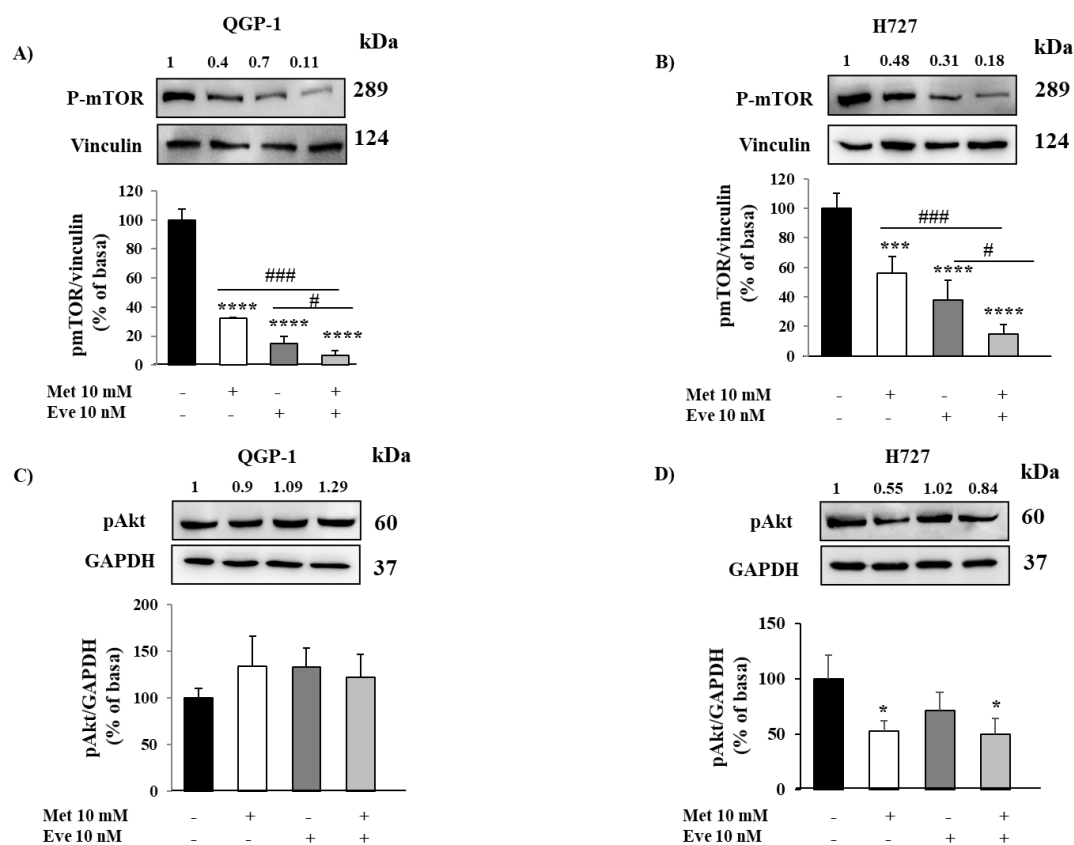 A)
QGP-1
kDa
1 0.4 0.7 0.11
P-mTOR
289
Vinculin
124
pmTOR/vinculin
(% of basa)
120
100
80
60
40
20
0
###
#
**** **** ****
Met 10 mM - + - +
Eve 10 nM - - + +
B)
H727
kDa
1 0.48 0.31 0.18
P-mTOR
289
Vinculin
124
pmTOR/vinculin
(% of basa)
120
100
80
60
40
20
0
###
#
*** **** ****
Met 10 mM - + - +
Eve 10 nM - - + +
C)
QGP-1
kDa
1 0.9 1.09 1.29
pAkt
60
GAPDH
37
pAkt/GAPDH
(% of basa)
200
150
100
50
0
Met 10 mM - + - +
Eve 10 nM - - + +
D)
H727
kDa
1 0.55 1.02 0.84
pAkt
60
GAPDH
37
pAkt/GAPDH
(% of basa)
150
100
50
0
* *
Met 10 mM - + - +
Eve 10 nM - - + +